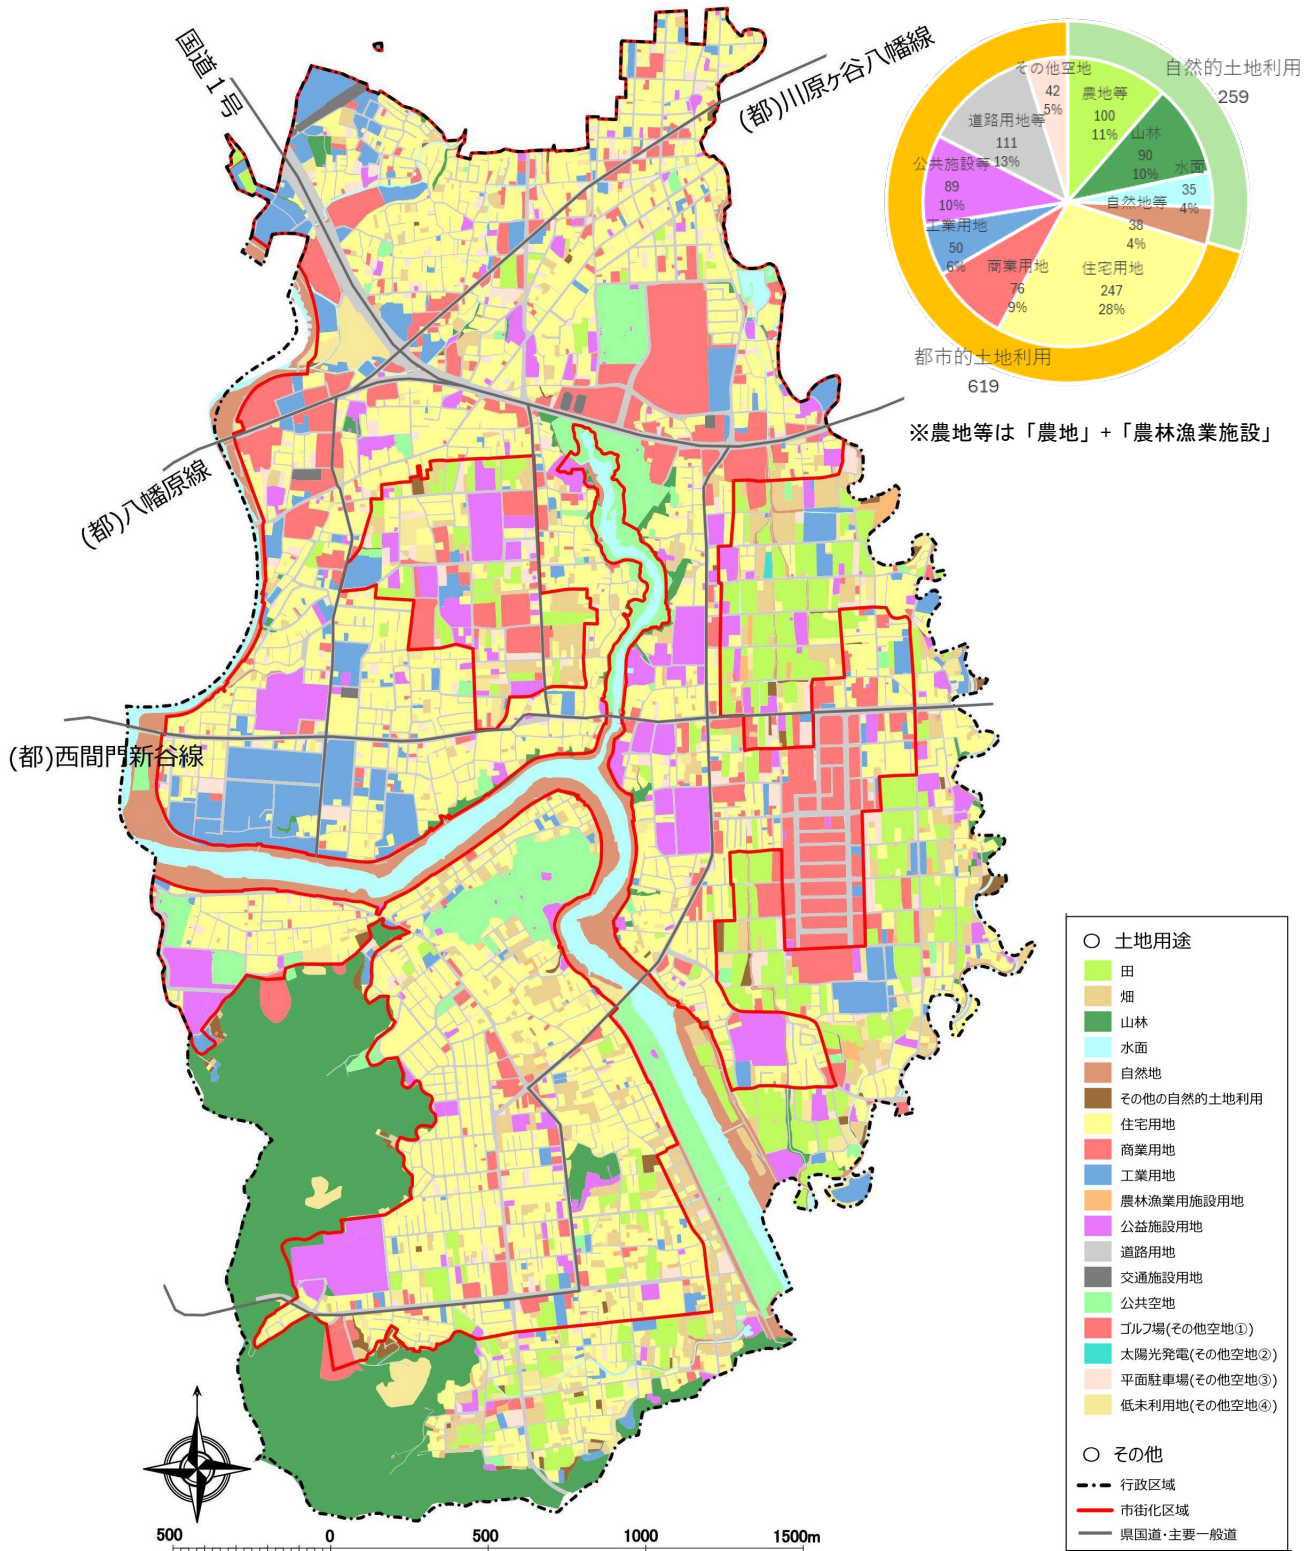 国道1号
(都)川原ヶ谷八幡線
(都)八幡原線
(都)西間門新谷線
自然的土地利用
259
その他空地
42
5%
農地等
100
11%
山林
90
10%
水面
35
4%
自然地等
38
4%
住宅用地
247
28%
商業用地
76
9%
工業用地
50
6%
公共施設等
89
10%
道路用地等
111
13%
都市的土地利用
619
※農地等は「農地」+「農林漁業施設」
○ 土地用途
田
畑
山林
水面
自然地
その他の自然的土地利用
住宅用地
商業用地
工業用地
農林漁業用施設用地
公益施設用地
道路用地
交通施設用地
公共空地
ゴルフ場(その他空地①)
太陽光発電(その他空地②)
平面駐車場(その他空地③)
低未利用地(その他空地④)
○ その他
行政区域
市街化区域
県国道・主要一般道
500 0 500 1000 1500m